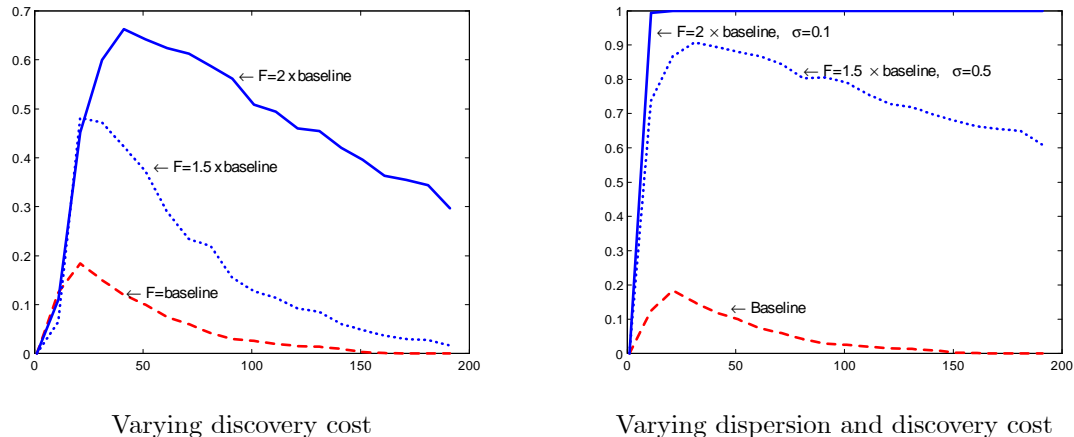 0.7
0.6
0.5
0.4
0.3
0.2
0.1
0
0 50 100 150 200
← F=2 x baseline
← F=1.5 x baseline
← F=baseline
Varying discovery cost
1
0.9
0.8
0.7
0.6
0.5
0.4
0.3
0.2
0.1
0
0 50 100 150 200
← F=2 × baseline, σ=0.1
← F=1.5 × baseline, σ=0.5
← Baseline
Varying dispersion and discovery cost